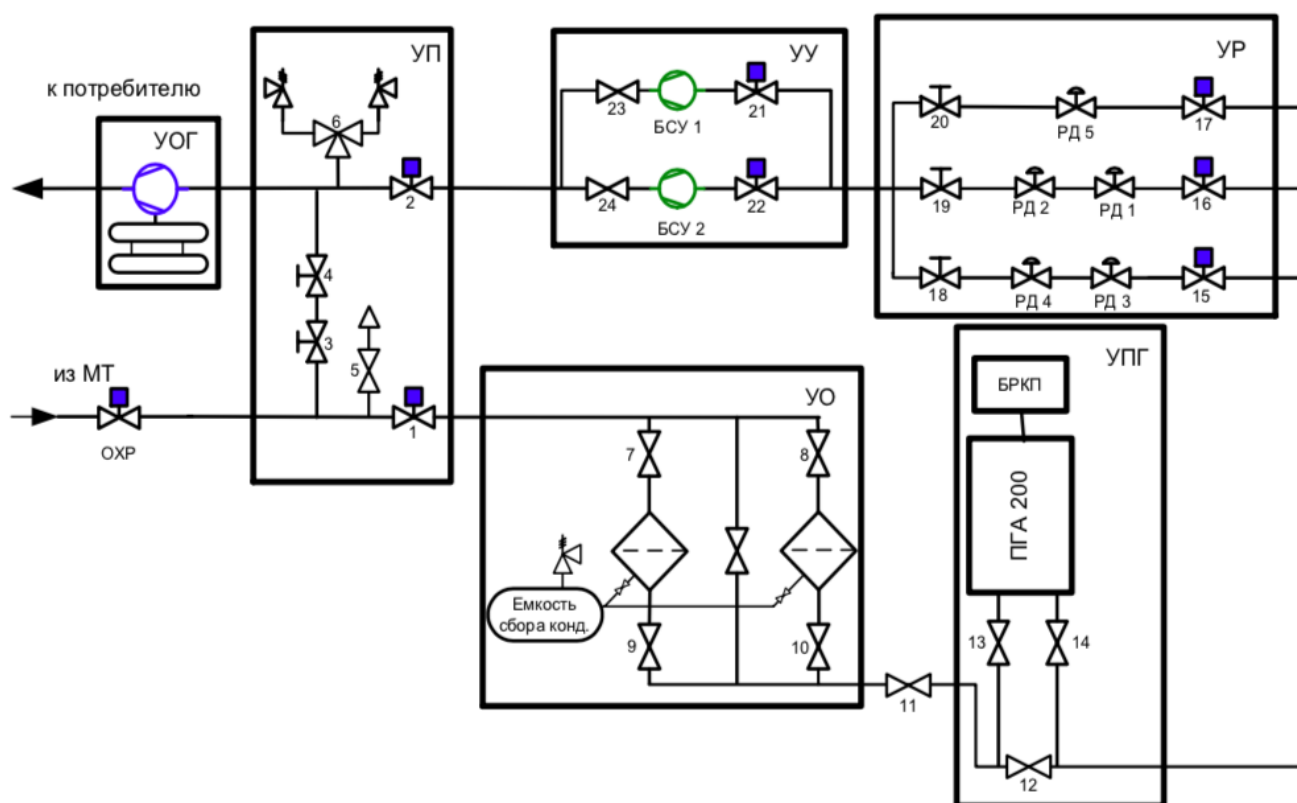 УП
УУ
УР
к потребителю
УОГ
6
2
4
3
5
1
23
БСУ 1
21
24
БСУ 2
22
20
РД 5
17
19
РД 2
РД 1
16
18
РД 4
РД 3
15
из МТ
ОХР
УО
7
8
Емкость
сбора конд.
9
10
11
УПГ
БРКП
ПГА 200
13
14
12